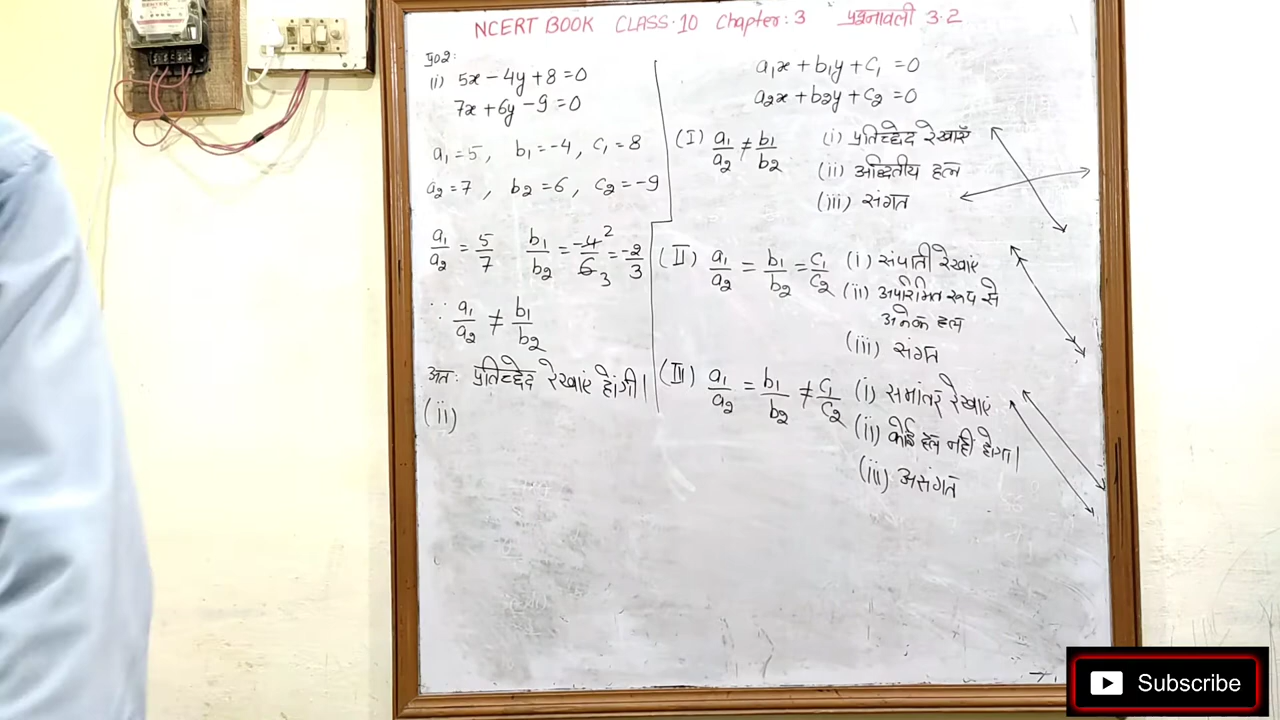 NCERT BOOK CLASS·10 Chapter:3 प्रश्नावली 3.2
प्र02:
(i) 5x − 4y + 8 = 0
7x + 6y − 9 = 0
a₁ = 5, b₁ = −4, c₁ = 8
a₂ = 7, b₂ = 6, c₂ = −9
a₁/a₂ = 5/7 b₁/b₂ = −4/6 = −2/3
∵ a₁/a₂ ≠ b₁/b₂
अतः प्रतिच्छेद रेखाएं होंगी।
(ii)
a₁x + b₁y + c₁ = 0
a₂x + b₂y + c₂ = 0
(I) a₁/a₂ ≠ b₁/b₂ (i) प्रतिच्छेद रेखाएँ
(ii) अद्वितीय हल
(iii) संगत
(II) a₁/a₂ = b₁/b₂ = c₁/c₂ (i) संपाती रेखाएं
(ii) अपरिमित रूप से
अनेक हल
(iii) संगत
(III) a₁/a₂ = b₁/b₂ ≠ c₁/c₂ (i) समांतर रेखाएं
(ii) कोई हल नही होगा।
(iii) असंगत
Subscribe